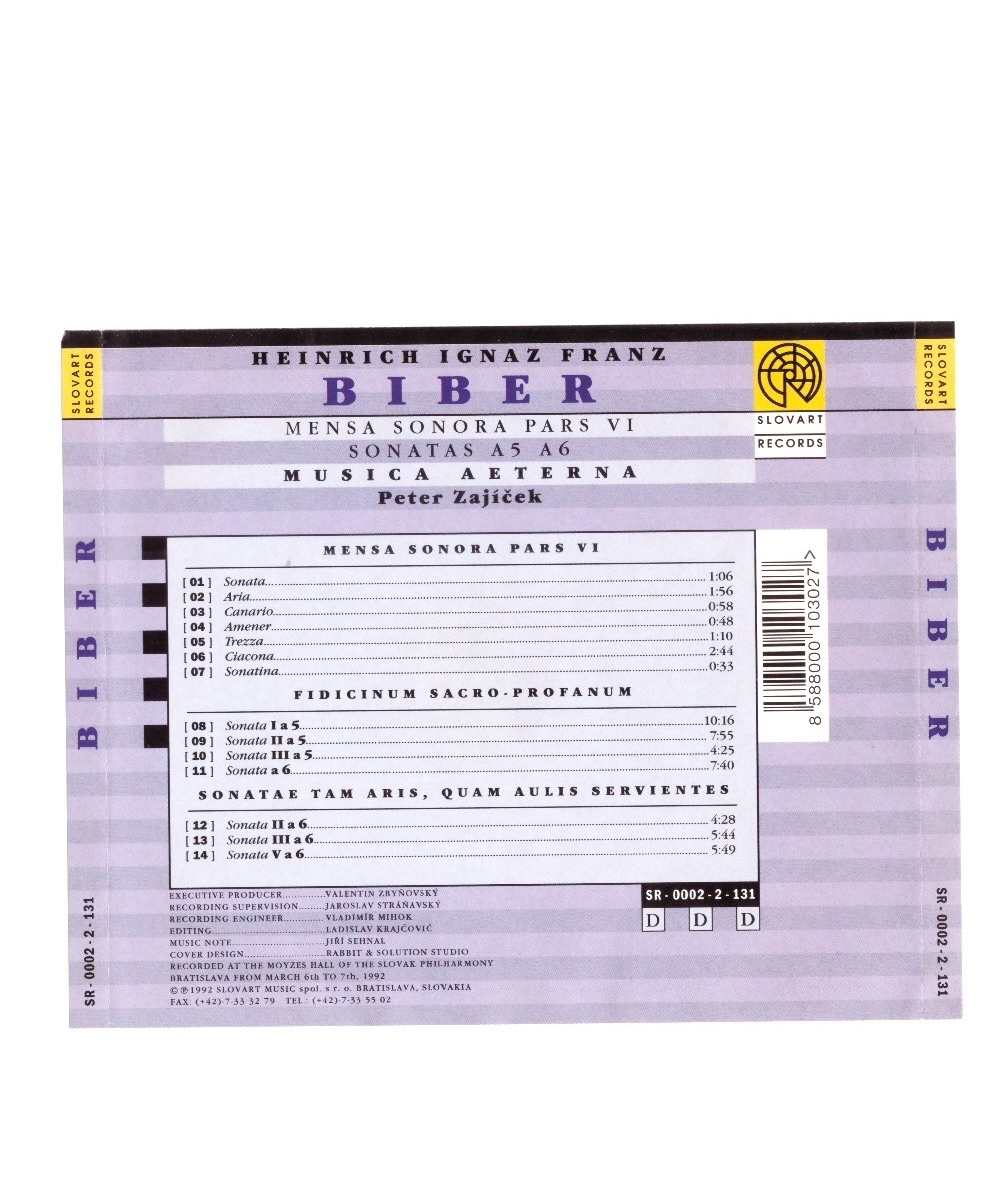 HEINRICH IGNAZ FRANZ
BIBER
MENSA SONORA PARS VI
SONATAS A5 A6
MUSICA AETERNA
Peter Zajíček
SLOVART
RECORDS
SLOVART
RECORDS
SLOVART
RECORDS
BIBER
BIBER
MENSA SONORA PARS VI
[ 01 ] Sonata 1:06
[ 02 ] Aria 1:56
[ 03 ] Canario 0:58
[ 04 ] Amener 0:48
[ 05 ] Trezza 1:10
[ 06 ] Ciacona 2:44
[ 07 ] Sonatina 0:33
FIDICINUM SACRO-PROFANUM
[ 08 ] Sonata I a 5 10:16
[ 09 ] Sonata II a 5 7:55
[ 10 ] Sonata III a 5 4:25
[ 11 ] Sonata a 6 7:40
SONATAE TAM ARIS, QUAM AULIS SERVIENTES
[ 12 ] Sonata II a 6 4:28
[ 13 ] Sonata III a 6 5:44
[ 14 ] Sonata V a 6 5:49
8 588000 103027 >
EXECUTIVE PRODUCER VALENTIN ZBYŇOVSKÝ
RECORDING SUPERVISION JAROSLAV STRÁŇAVSKÝ
RECORDING ENGINEER VLADIMÍR MIHOK
EDITING LADISLAV KRAJČOVIČ
MUSIC NOTE JIŘÍ SEHNAL
COVER DESIGN RABBIT & SOLUTION STUDIO
RECORDED AT THE MOYZES HALL OF THE SLOVAK PHILHARMONY
BRATISLAVA FROM MARCH 6th TO 7th, 1992
© ℗ 1992 SLOVART MUSIC spol. s r. o. BRATISLAVA, SLOVAKIA
FAX: (+42)-7-33 32 79 TEL.: (+42)-7-33 55 02
SR - 0002 - 2 - 131
D D D
SR - 0002 - 2 - 131
SR - 0002 - 2 - 131